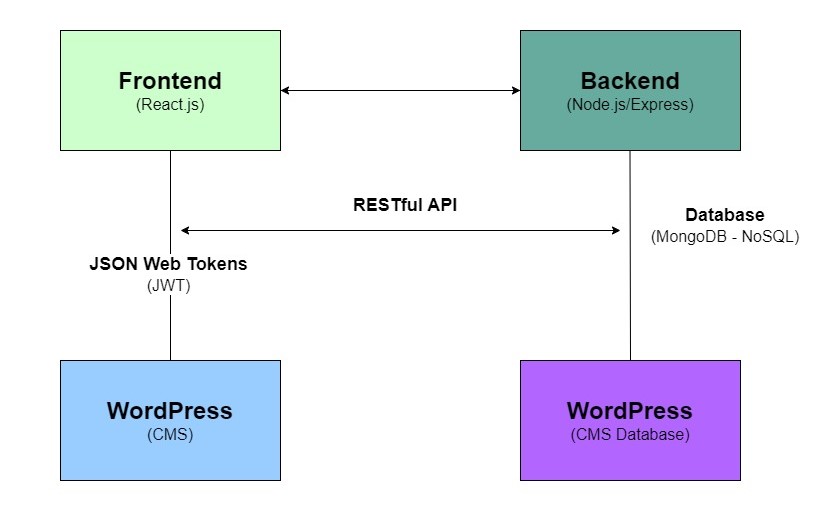 Frontend
(React.js)
Backend
(Node.js/Express)
RESTful API
Database
(MongoDB - NoSQL)
JSON Web Tokens
(JWT)
WordPress
(CMS)
WordPress
(CMS Database)